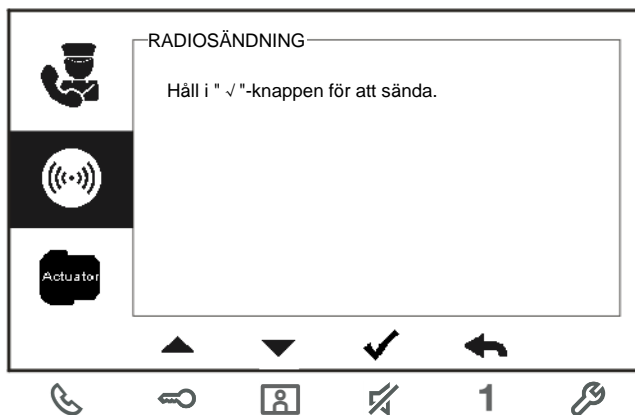 RADIOSÄNDNING
Håll i " √ "-knappen för att sända.
Actuator
1